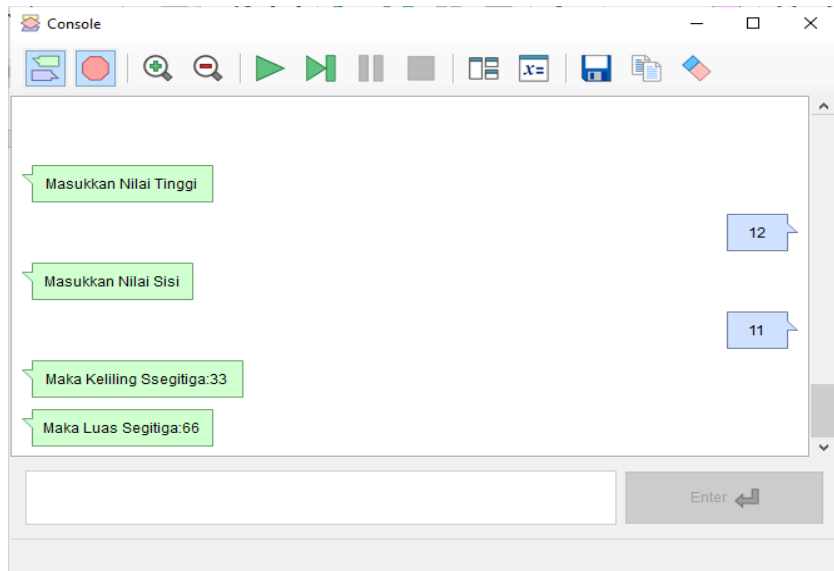 Console
x=
Masukkan Nilai Tinggi
12
Masukkan Nilai Sisi
11
Maka Keliling Ssegitiga:33
Maka Luas Segitiga:66
Enter